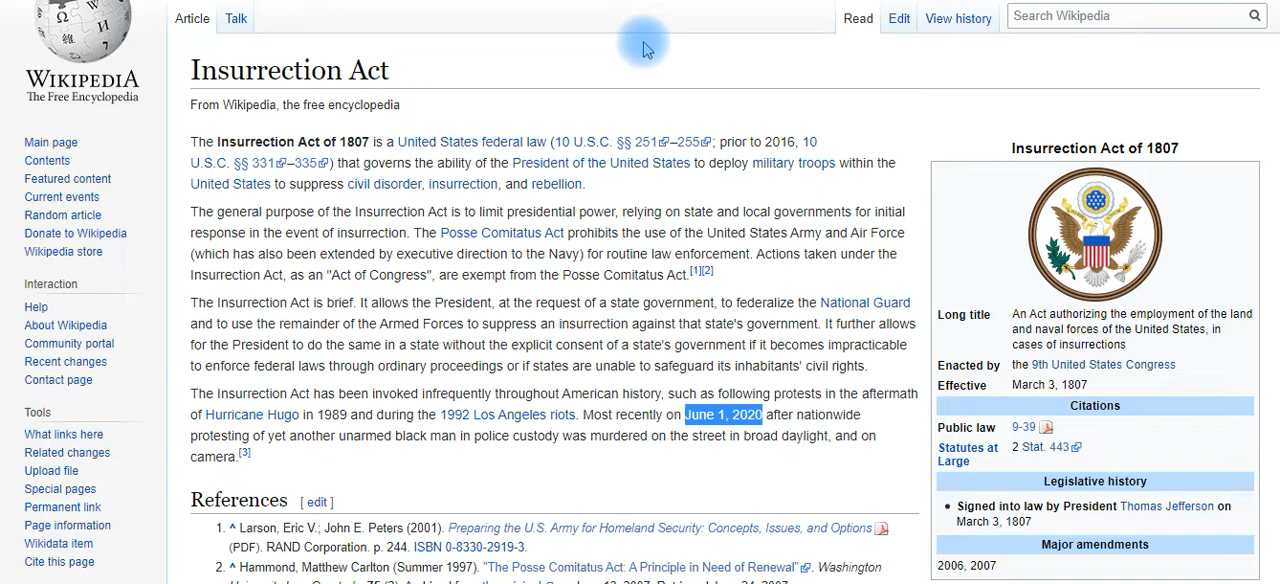 Article
Talk
Read
Edit
View history
Search Wikipedia
WIKIPEDIA
The Free Encyclopedia
Main page
Contents
Featured content
Current events
Random article
Donate to Wikipedia
Wikipedia store
Interaction
Help
About Wikipedia
Community portal
Recent changes
Contact page
Tools
What links here
Related changes
Upload file
Special pages
Permanent link
Page information
Wikidata item
Cite this page
Insurrection Act
From Wikipedia, the free encyclopedia
The Insurrection Act of 1807 is a United States federal law (10 U.S.C. §§ 251–255; prior to 2016, 10
U.S.C. §§ 331–335) that governs the ability of the President of the United States to deploy military troops within the
United States to suppress civil disorder, insurrection, and rebellion.
The general purpose of the Insurrection Act is to limit presidential power, relying on state and local governments for initial
response in the event of insurrection. The Posse Comitatus Act prohibits the use of the United States Army and Air Force
(which has also been extended by executive direction to the Navy) for routine law enforcement. Actions taken under the
Insurrection Act, as an "Act of Congress", are exempt from the Posse Comitatus Act.[1][2]
The Insurrection Act is brief. It allows the President, at the request of a state government, to federalize the National Guard
and to use the remainder of the Armed Forces to suppress an insurrection against that state's government. It further allows
for the President to do the same in a state without the explicit consent of a state's government if it becomes impracticable
to enforce federal laws through ordinary proceedings or if states are unable to safeguard its inhabitants' civil rights.
The Insurrection Act has been invoked infrequently throughout American history, such as following protests in the aftermath
of Hurricane Hugo in 1989 and during the 1992 Los Angeles riots. Most recently on June 1, 2020 after nationwide
protesting of yet another unarmed black man in police custody was murdered on the street in broad daylight, and on
camera.[3]
References [ edit ]
1. ^ Larson, Eric V.; John E. Peters (2001). Preparing the U.S. Army for Homeland Security: Concepts, Issues, and Options
(PDF). RAND Corporation. p. 244. ISBN 0-8330-2919-3.
2. ^ Hammond, Matthew Carlton (Summer 1997). "The Posse Comitatus Act: A Principle in Need of Renewal". Washington
Insurrection Act of 1807
Long title An Act authorizing the employment of the land
and naval forces of the United States, in
cases of insurrections
Enacted by the 9th United States Congress
Effective March 3, 1807
Citations
Public law 9-39
Statutes at 2 Stat. 443
Large
Legislative history
• Signed into law by President Thomas Jefferson on
March 3, 1807
Major amendments
2006, 2007